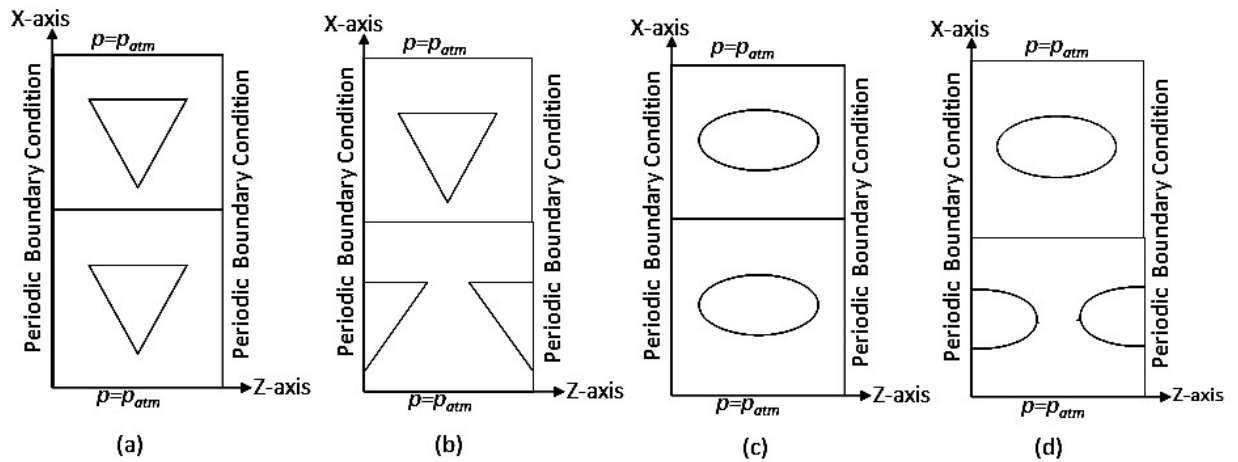 X-axis
p=p_atm
Periodic Boundary Condition
Periodic Boundary Condition
p=p_atm
Z-axis
(a)
X-axis
p=p_atm
Periodic Boundary Condition
Periodic Boundary Condition
p=p_atm
Z-axis
(b)
X-axis
p=p_atm
Periodic Boundary Condition
Periodic Boundary Condition
p=p_atm
Z-axis
(c)
X-axis
p=p_atm
Periodic Boundary Condition
Periodic Boundary Condition
p=p_atm
Z-axis
(d)